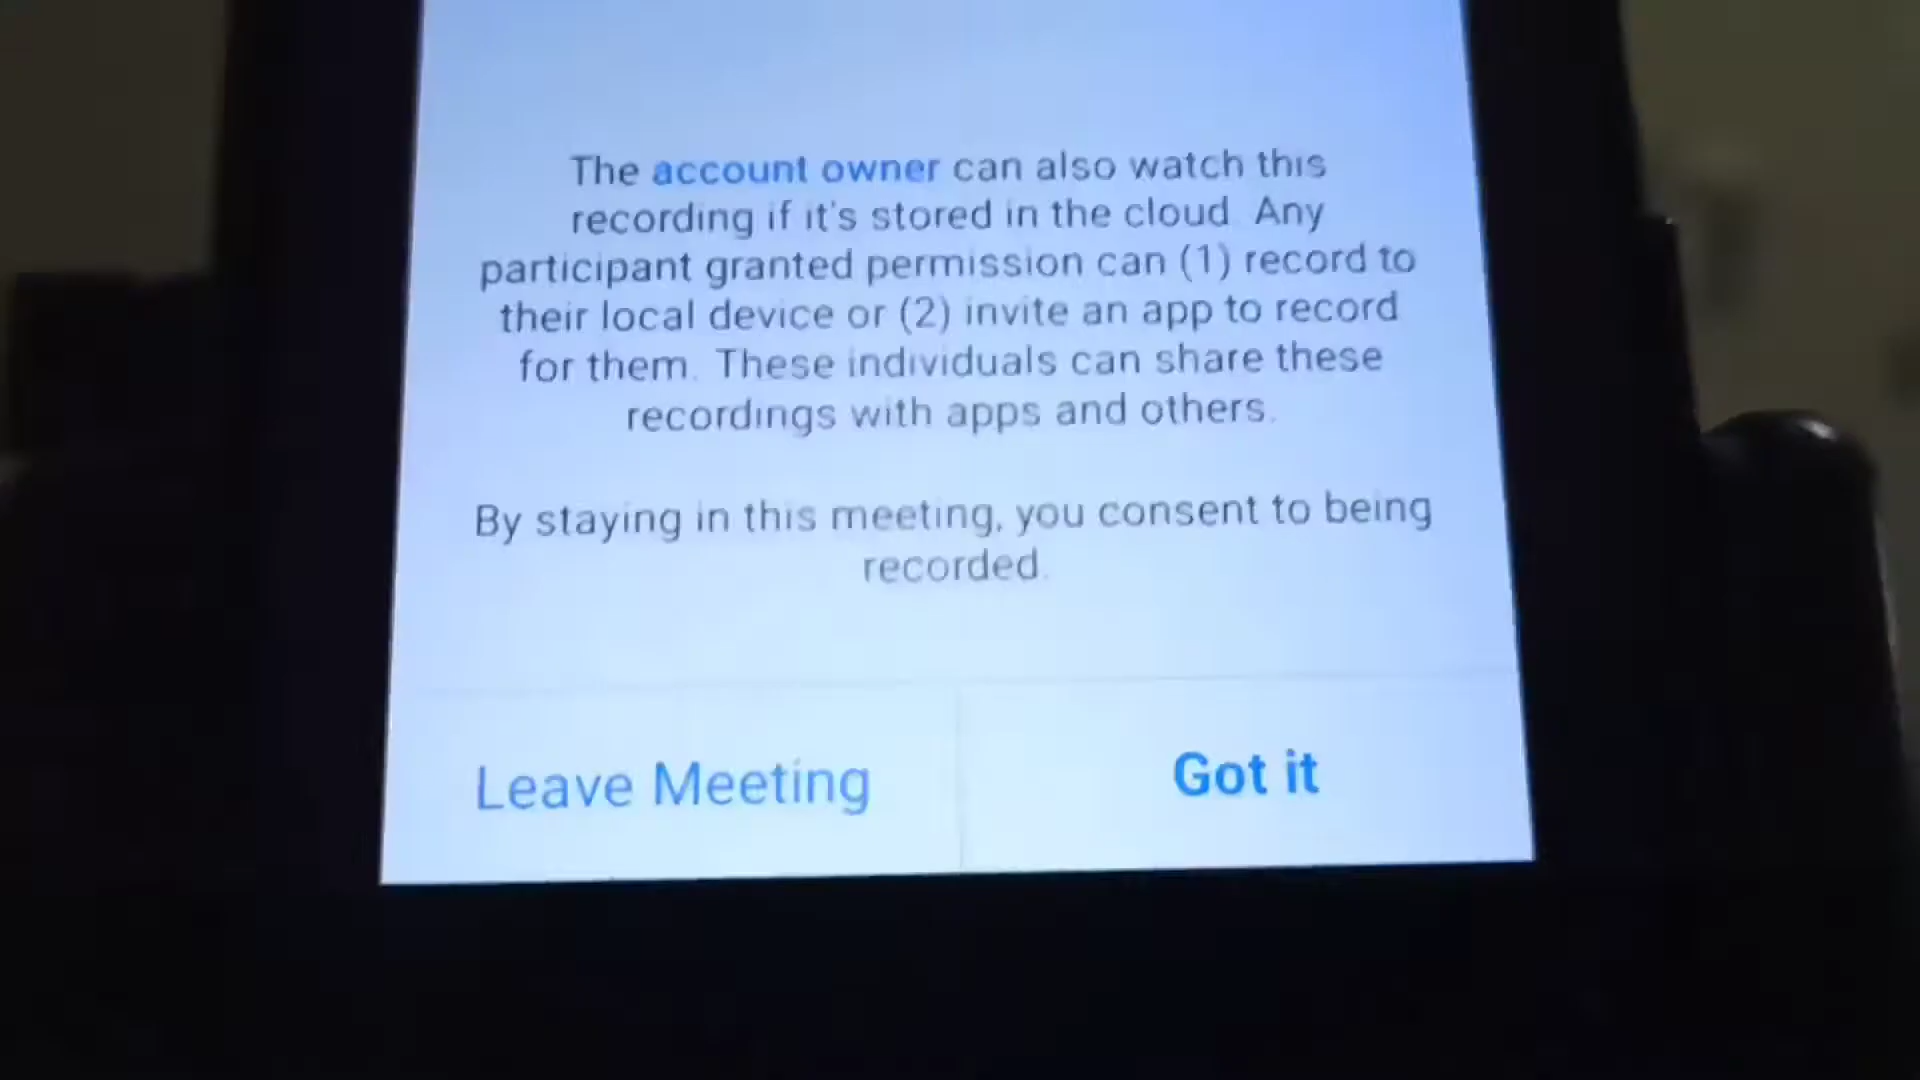 The account owner can also watch this
recording if it's stored in the cloud. Any
participant granted permission can (1) record to
their local device or (2) invite an app to record
for them. These individuals can share these
recordings with apps and others.
By staying in this meeting, you consent to being
recorded.
Leave Meeting
Got it